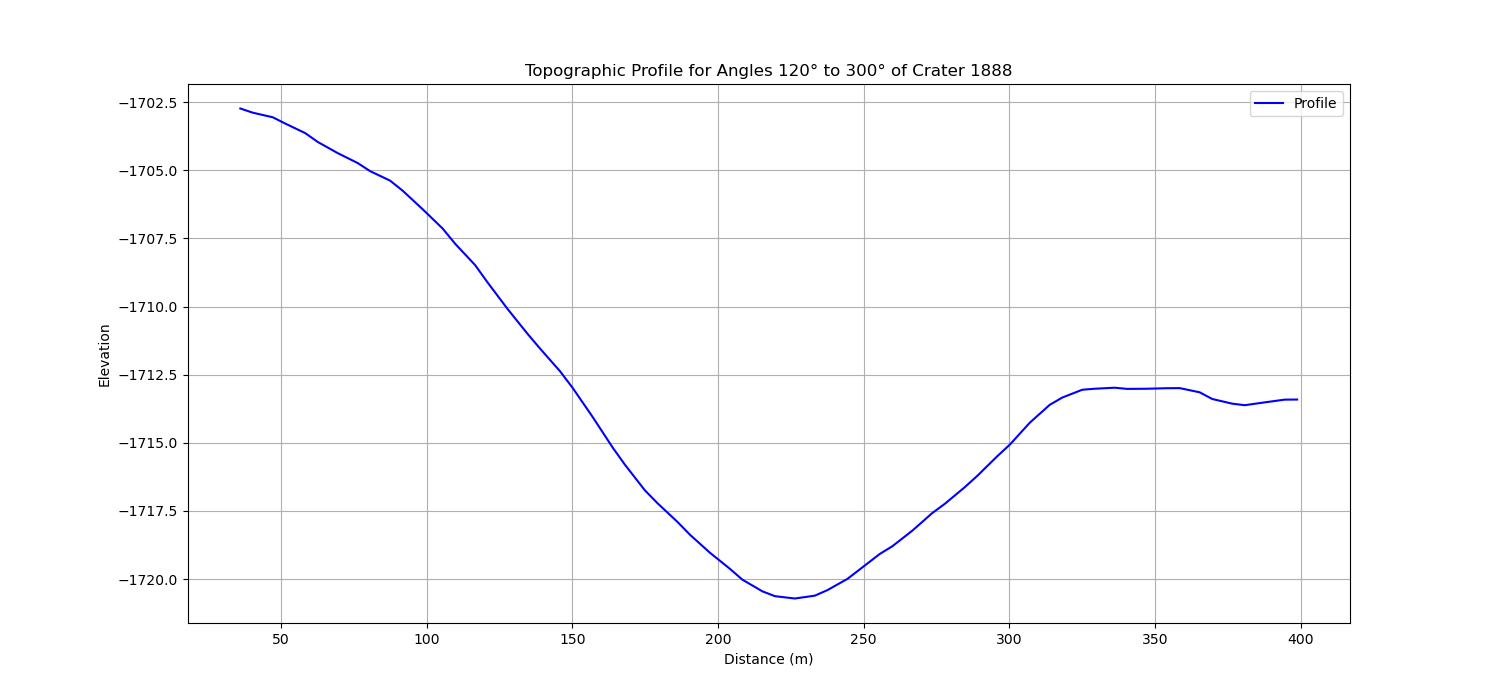 Topographic Profile for Angles 120° to 300° of Crater 1888
Profile
−1702.5
−1705.0
−1707.5
−1710.0
−1712.5
−1715.0
−1717.5
−1720.0
Elevation
50 100 150 200 250 300 350 400
Distance (m)